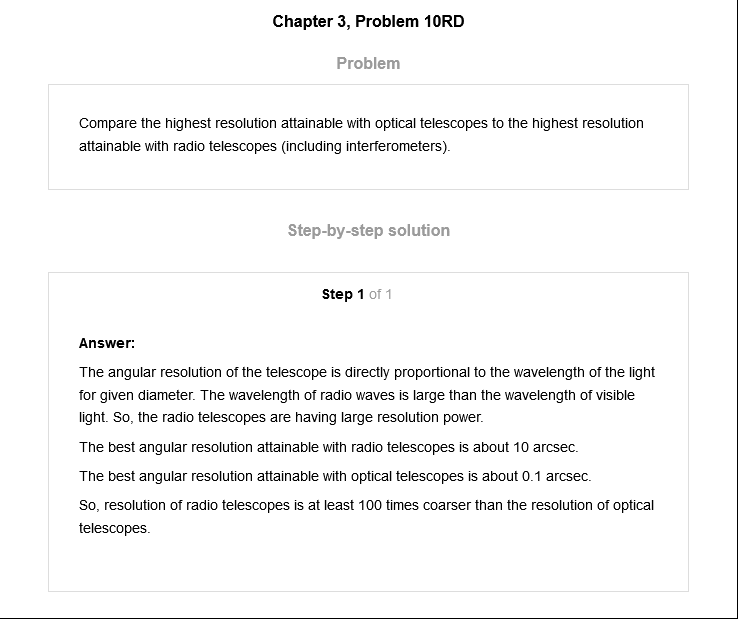 Chapter 3, Problem 10RD
Problem
Compare the highest resolution attainable with optical telescopes to the highest resolution
attainable with radio telescopes (including interferometers).
Step-by-step solution
Step 1 of 1
Answer:
The angular resolution of the telescope is directly proportional to the wavelength of the light
for given diameter. The wavelength of radio waves is large than the wavelength of visible
light. So, the radio telescopes are having large resolution power.
The best angular resolution attainable with radio telescopes is about 10 arcsec.
The best angular resolution attainable with optical telescopes is about 0.1 arcsec.
So, resolution of radio telescopes is at least 100 times coarser than the resolution of optical
telescopes.